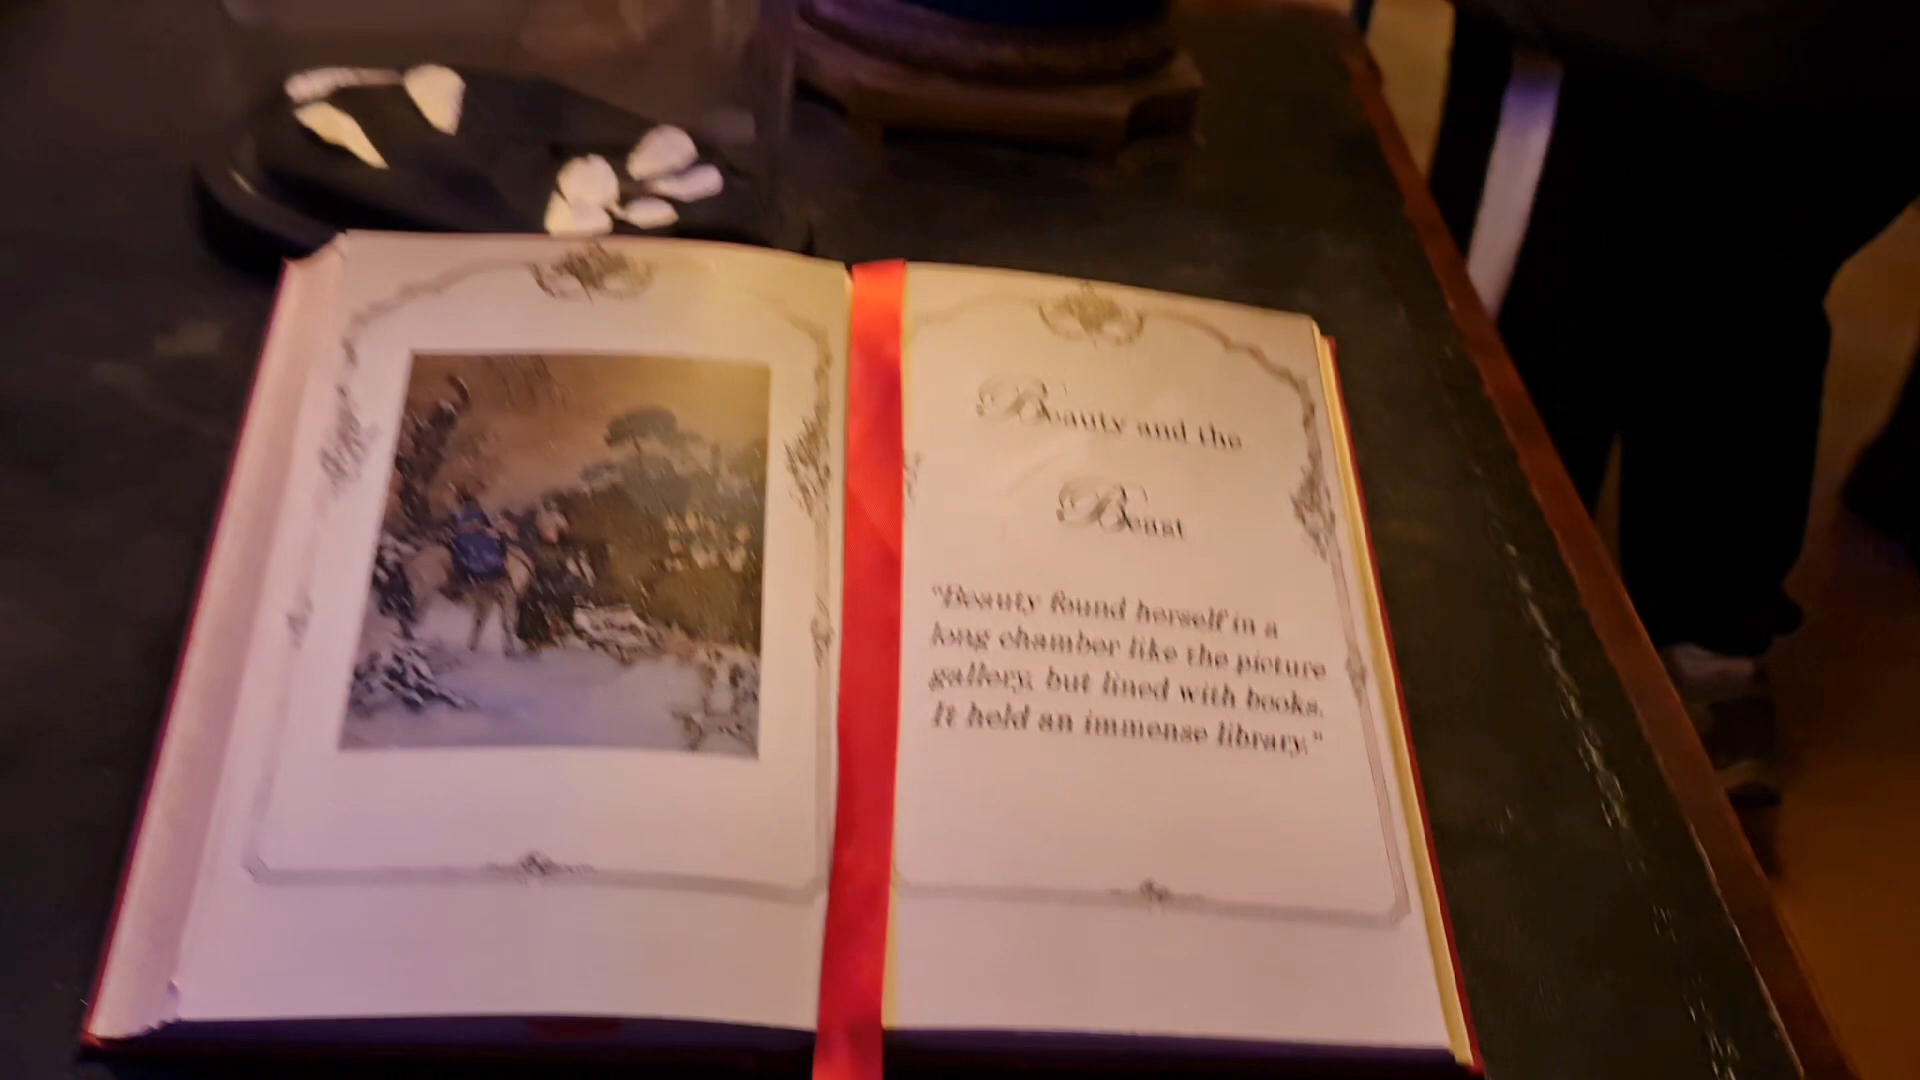 Beauty and the
Beast
"Beauty found herself in a
long chamber like the picture
gallery, but lined with books.
It held an immense library."